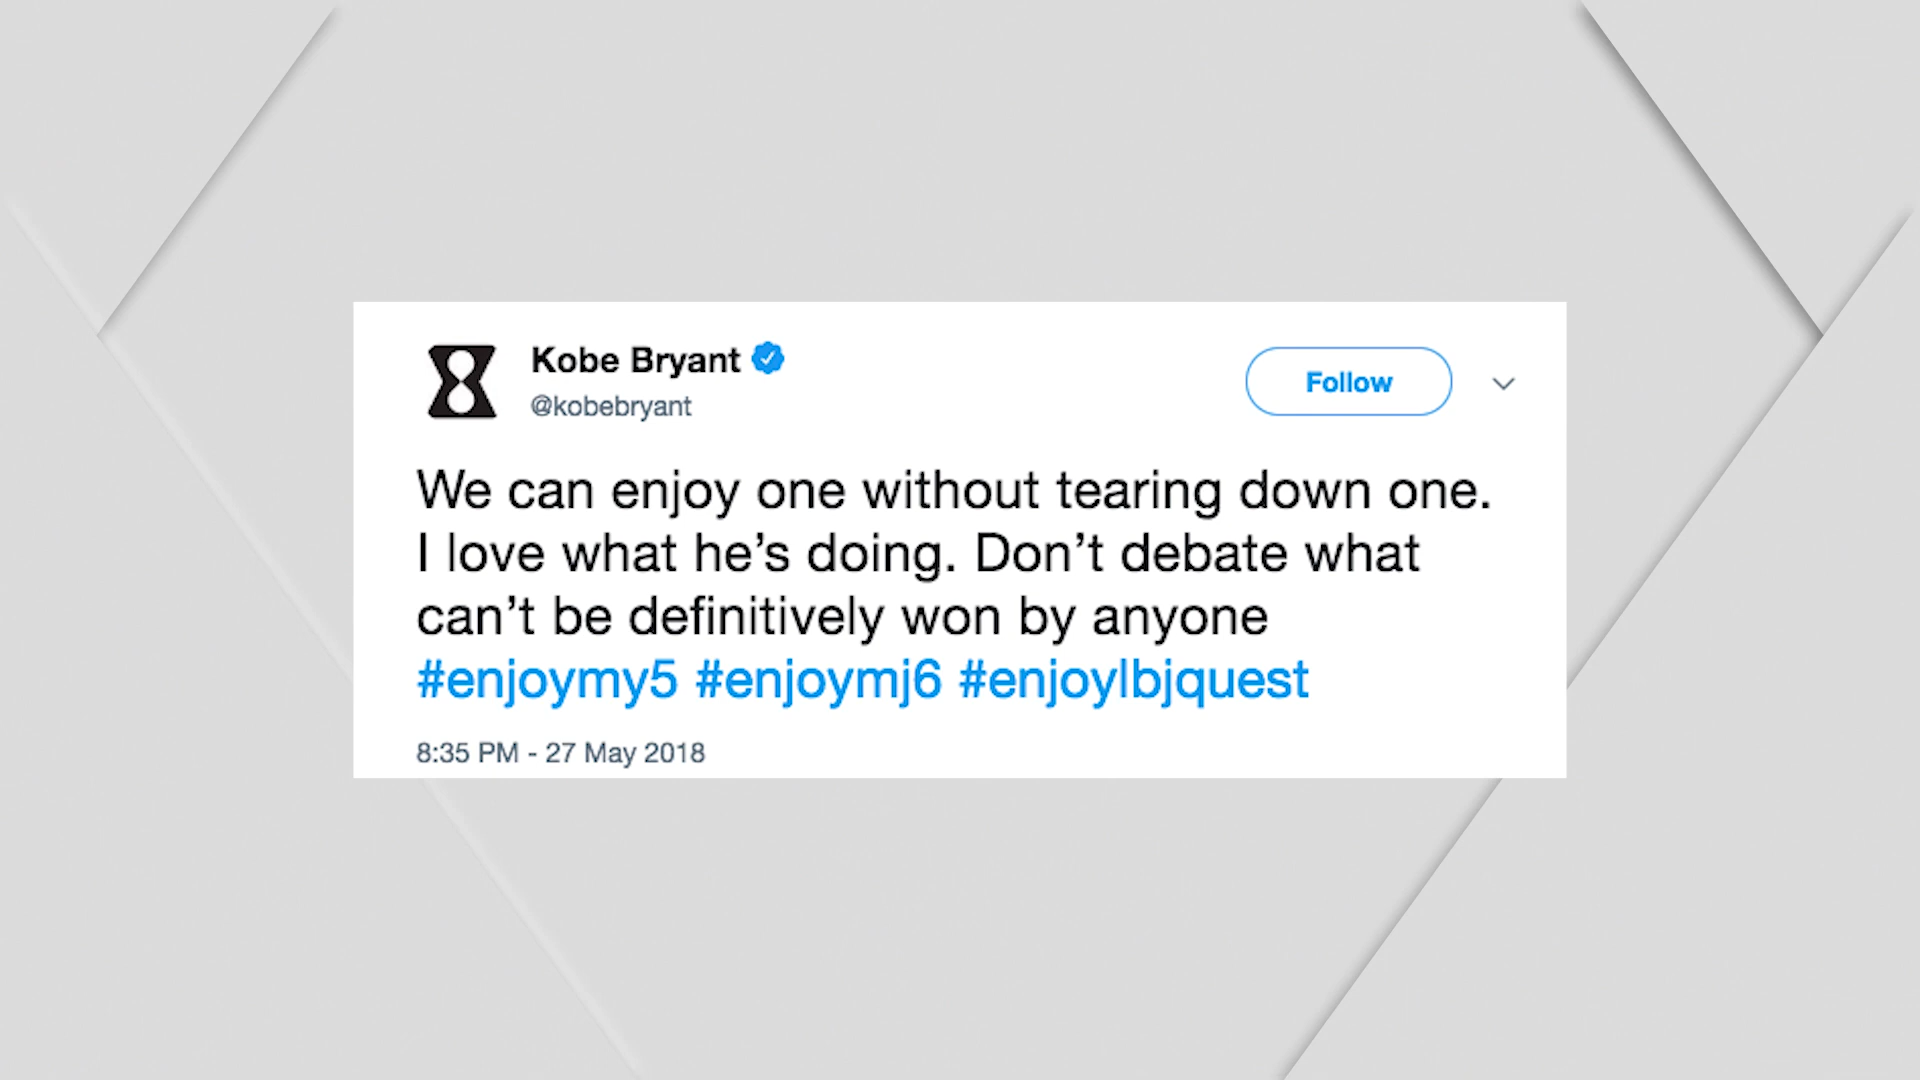 Kobe Bryant
@kobebryant
Follow
We can enjoy one without tearing down one.
I love what he’s doing. Don’t debate what
can’t be definitively won by anyone
#enjoymy5 #enjoymj6 #enjoylbjquest
8:35 PM - 27 May 2018